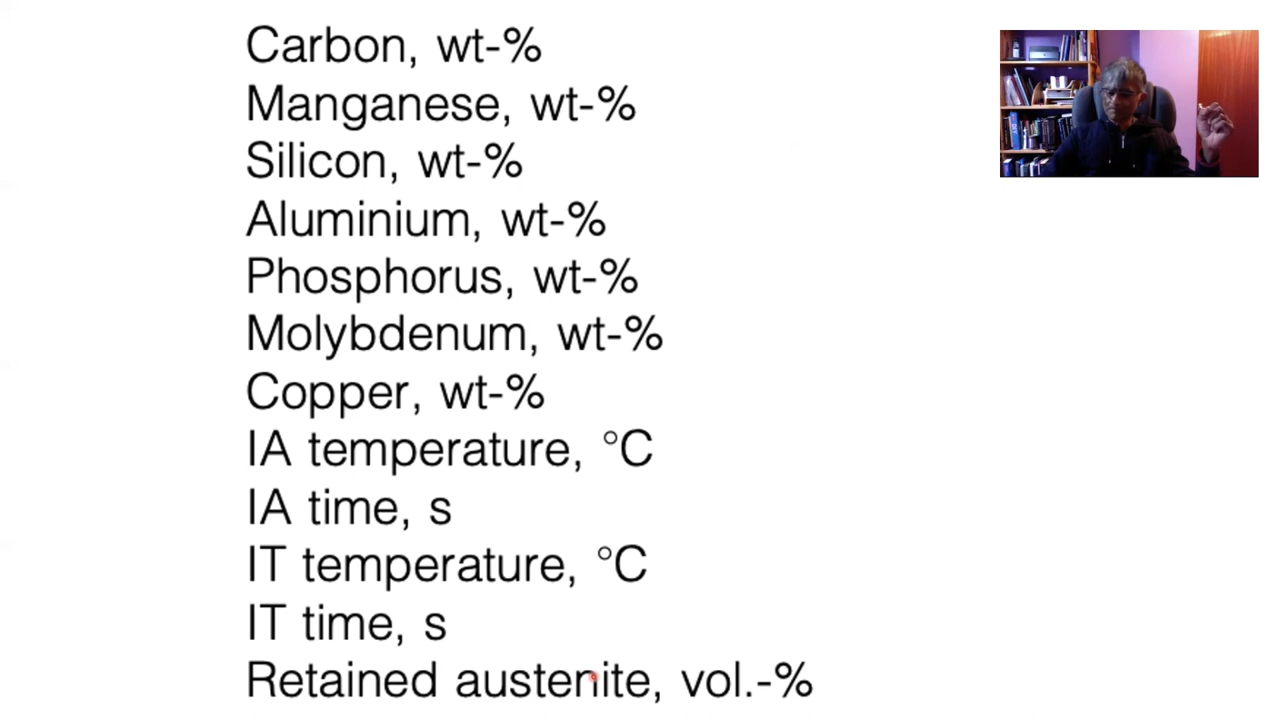 Carbon, wt-%
Manganese, wt-%
Silicon, wt-%
Aluminium, wt-%
Phosphorus, wt-%
Molybdenum, wt-%
Copper, wt-%
IA temperature, °C
IA time, s
IT temperature, °C
IT time, s
Retained austenite, vol.-%